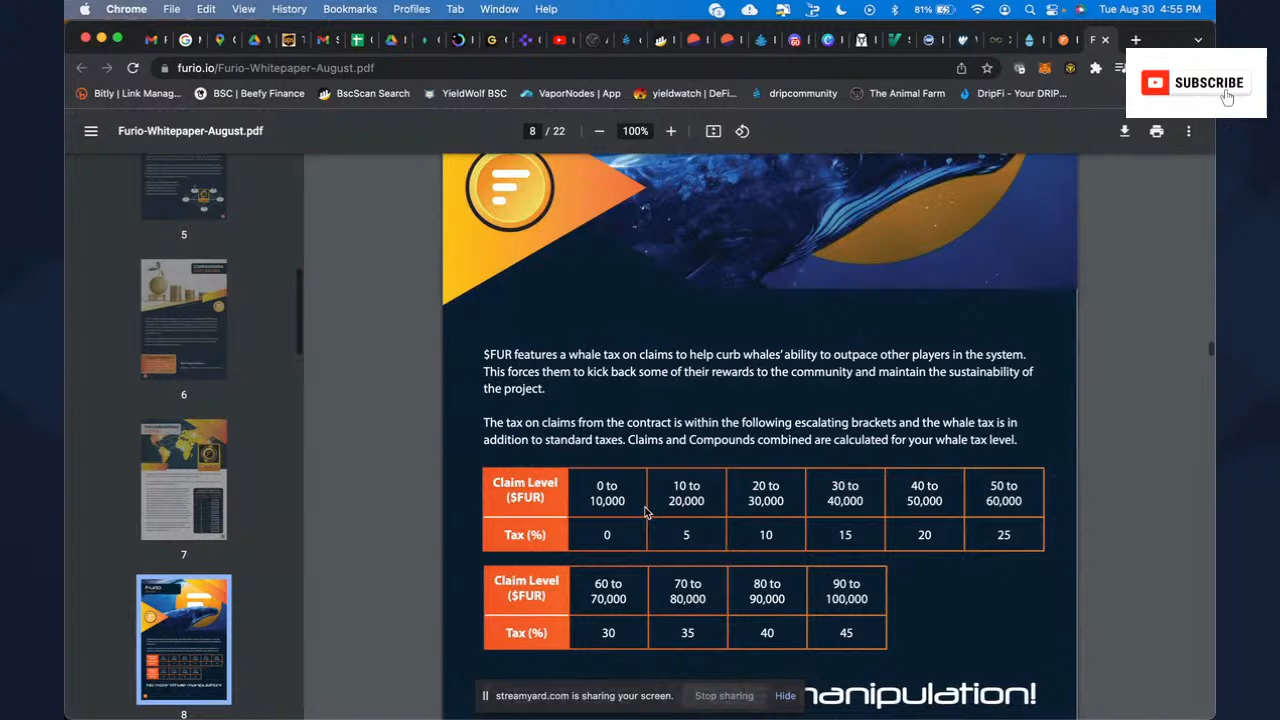 Chrome File Edit View History Bookmarks Profiles Tab Window Help 81% Tue Aug 30 4:55 PM
furio.io/Furio-Whitepaper-August.pdf
SUBSCRIBE
Bitly | Link Manag... BSC | Beefy Finance BscScan Search Wolf BSC VaporNodes | App yieldwatch | DeFi... dripcommunity The Animal Farm DripFi - Your DRIP...
Furio-Whitepaper-August.pdf 8 / 22 100%
5
6
7
8
$FUR features a whale tax on claims to help curb whales' ability to outpace other players in the system.
This forces them to kick back some of their rewards to the community and maintain the sustainability of
the project.
The tax on claims from the contract is within the following escalating brackets and the whale tax is in
addition to standard taxes. Claims and Compounds combined are calculated for your whale tax level.
Claim Level ($FUR) 0 to 10,000 10 to 20,000 20 to 30,000 30 to 40,000 40 to 50,000 50 to 60,000
Tax (%) 0 5 10 15 20 25
Claim Level ($FUR) 60 to 70,000 70 to 80,000 80 to 90,000 90 to 100,000
Tax (%) 30 35 40 45
manipulation!
streamyard.com is sharing your screen. Stop sharing Hide